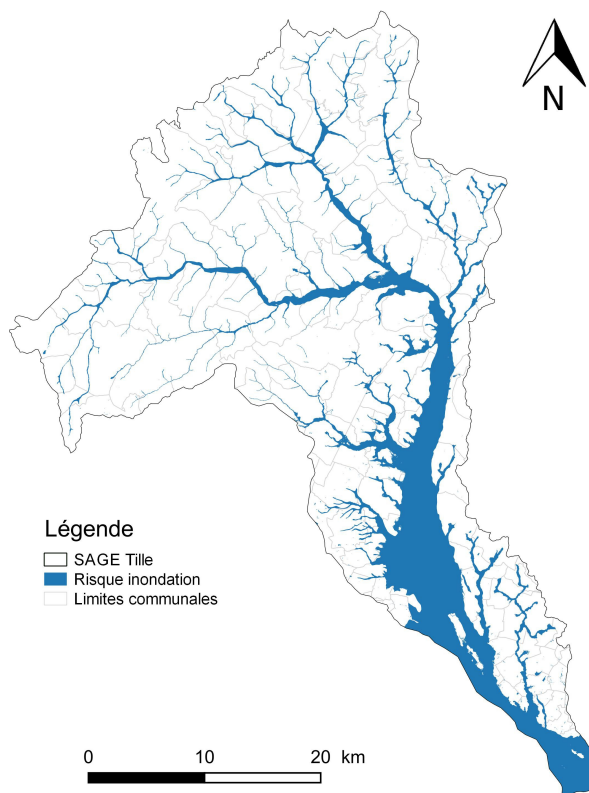 N
Légende
SAGE Tille
Risque inondation
Limites communales
0 10 20 km